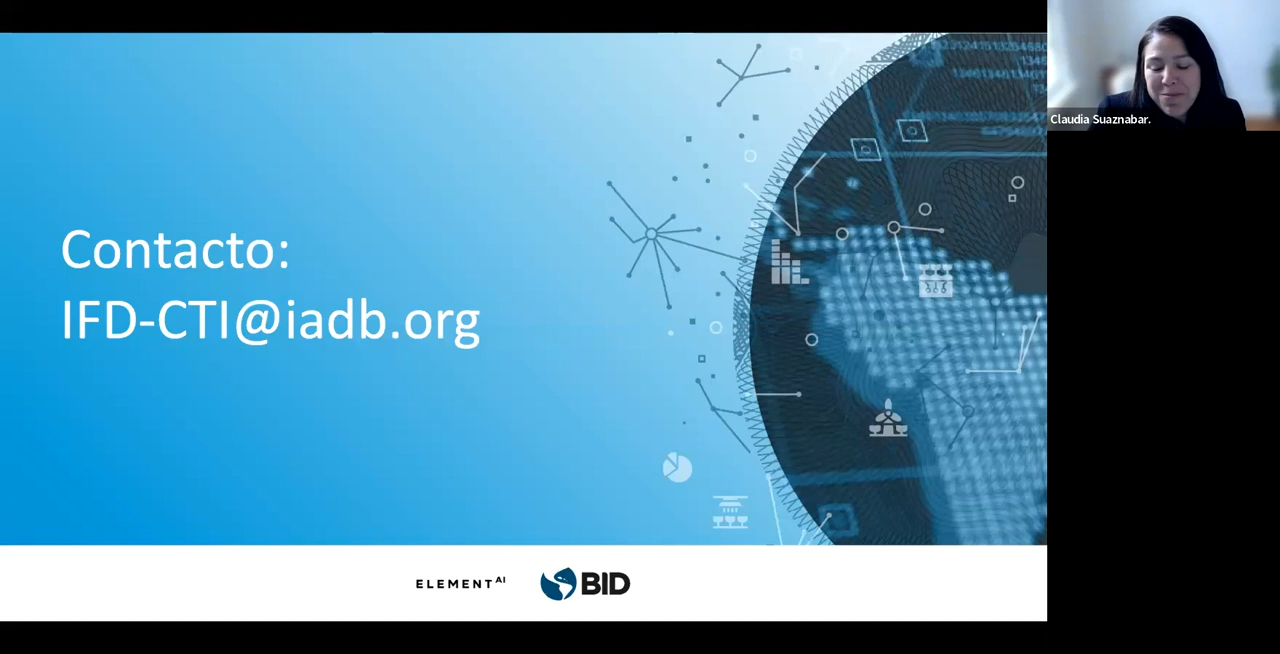 Contacto:
IFD-CTI@iadb.org
Claudia Suaznabar.
ELEMENT AI
BID